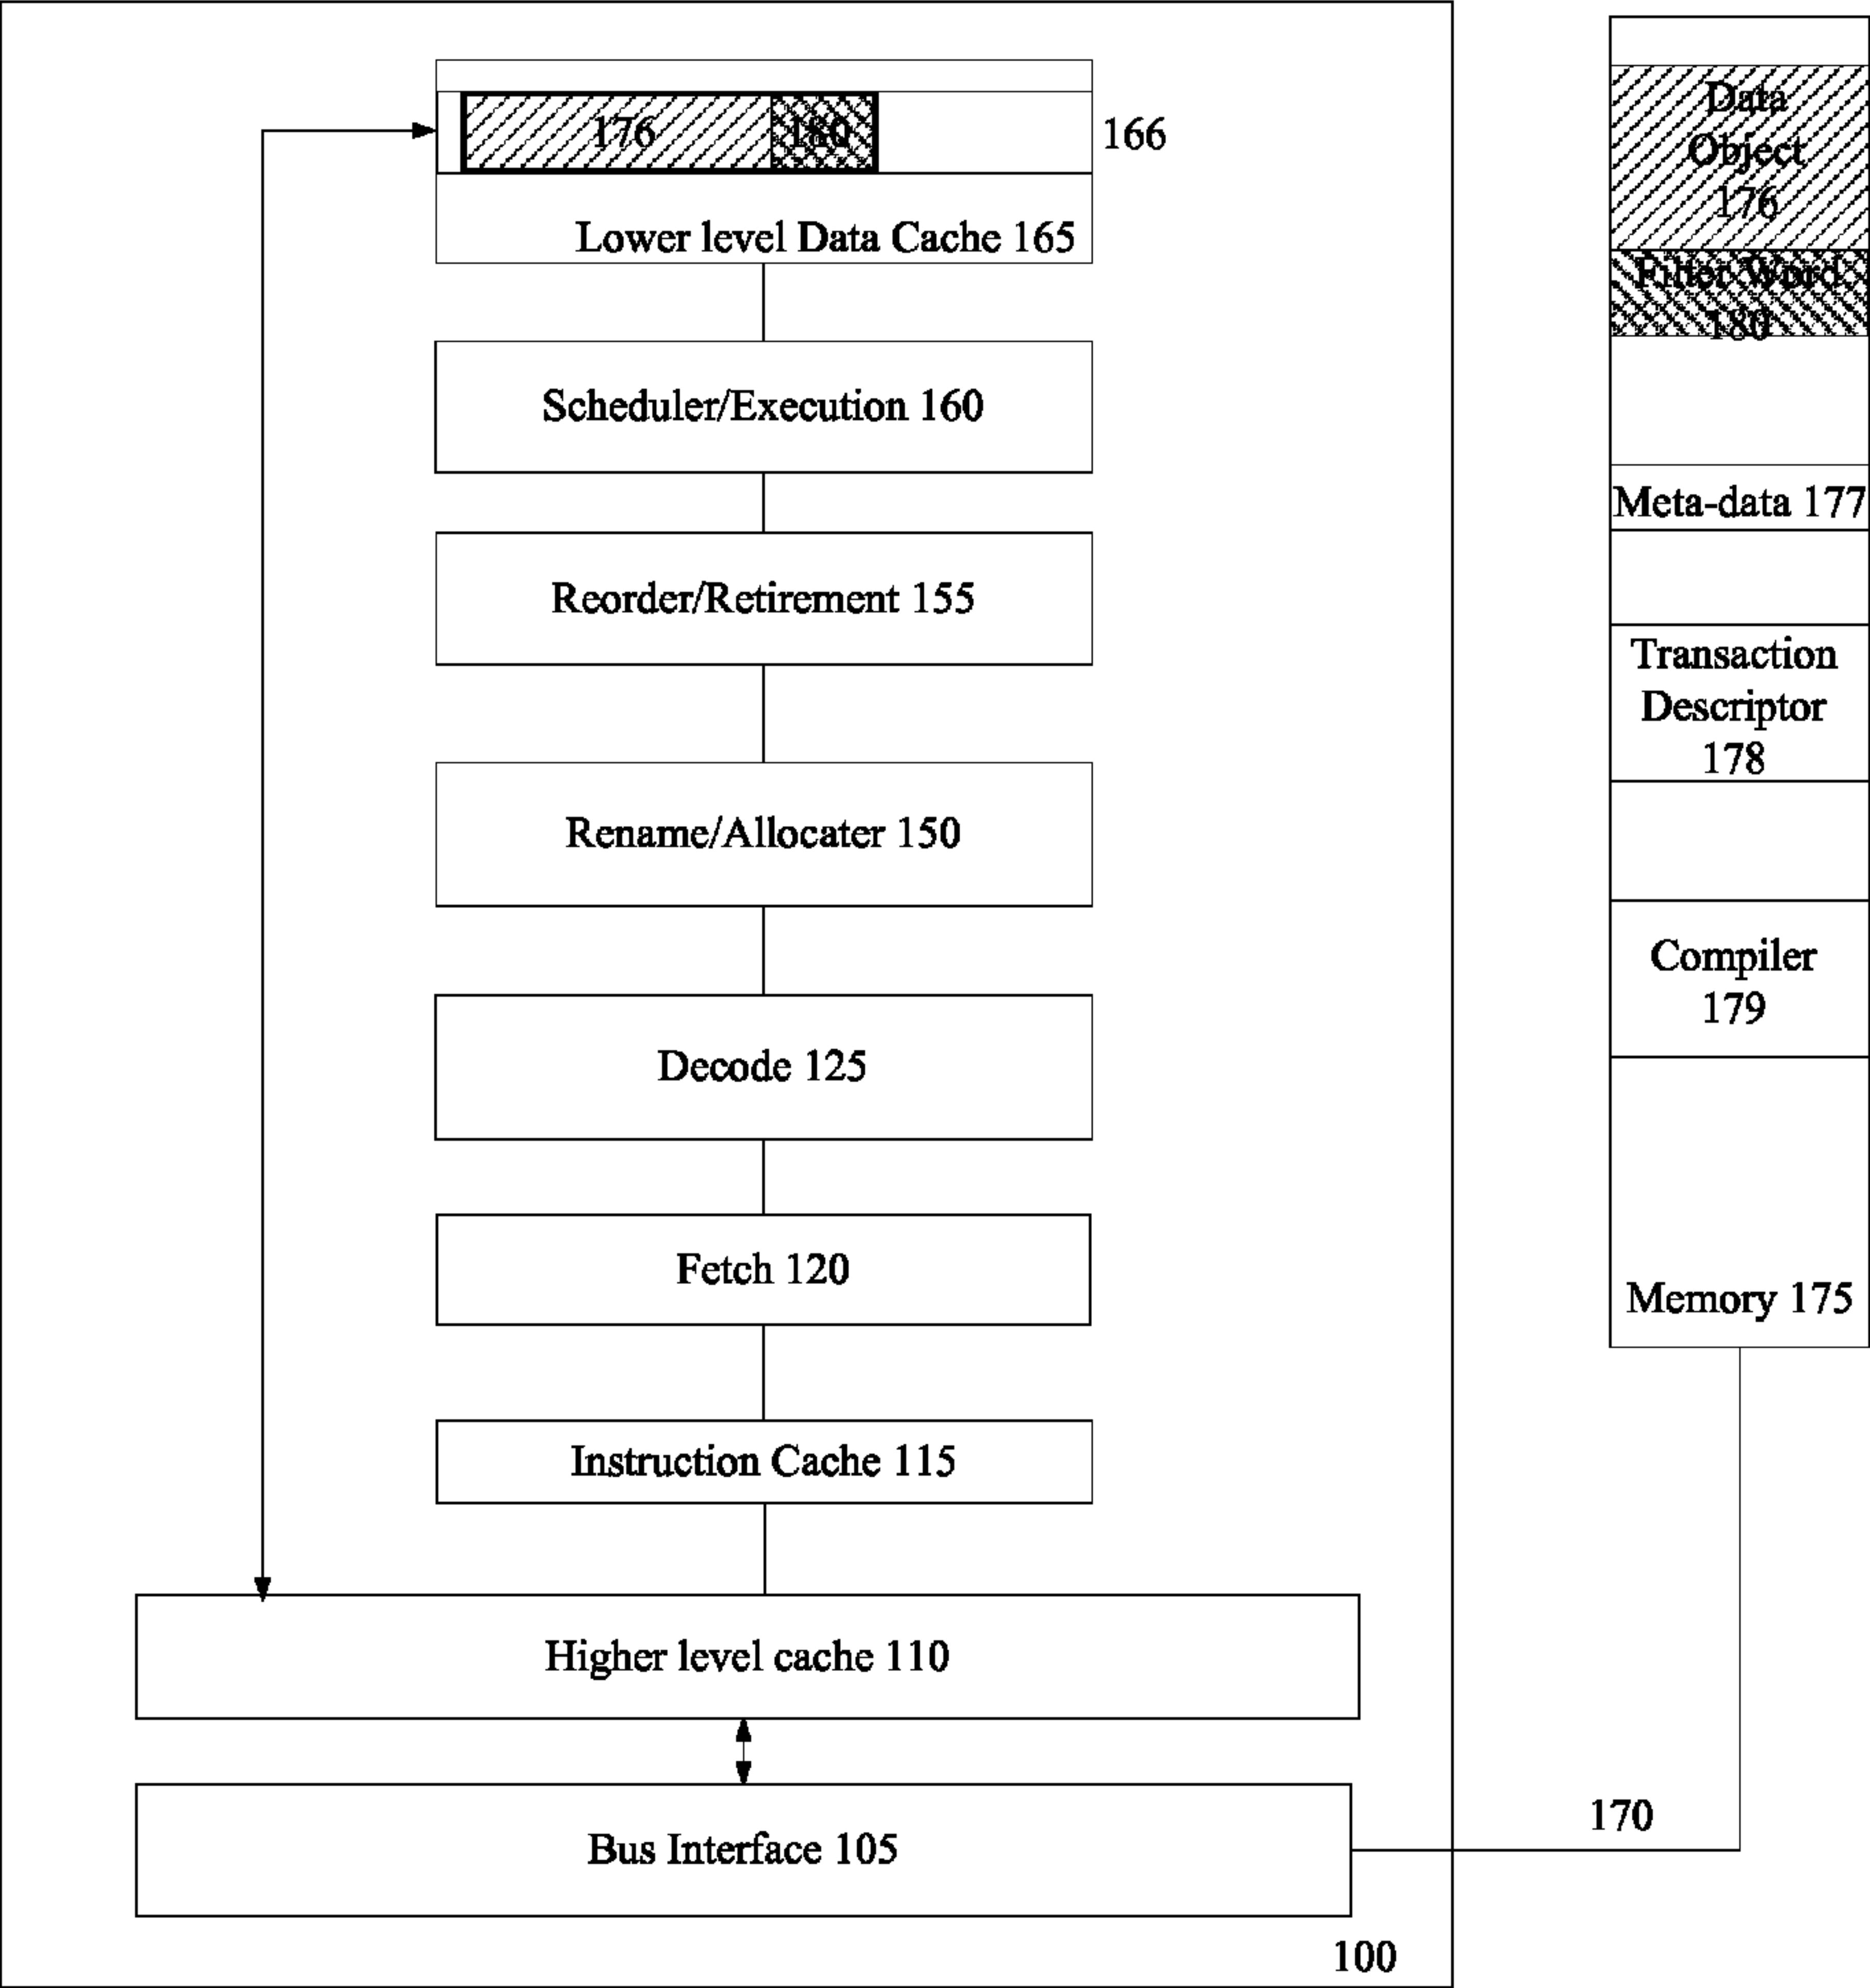 176 180
166
Lower level Data Cache 165
Scheduler/Execution 160
Reorder/Retirement 155
Rename/Allocater 150
Decode 125
Fetch 120
Instruction Cache 115
Higher level cache 110
Bus Interface 105
100
170
Data
Object
176
Filter Word
180
Meta-data 177
Transaction
Descriptor
178
Compiler
179
Memory 175